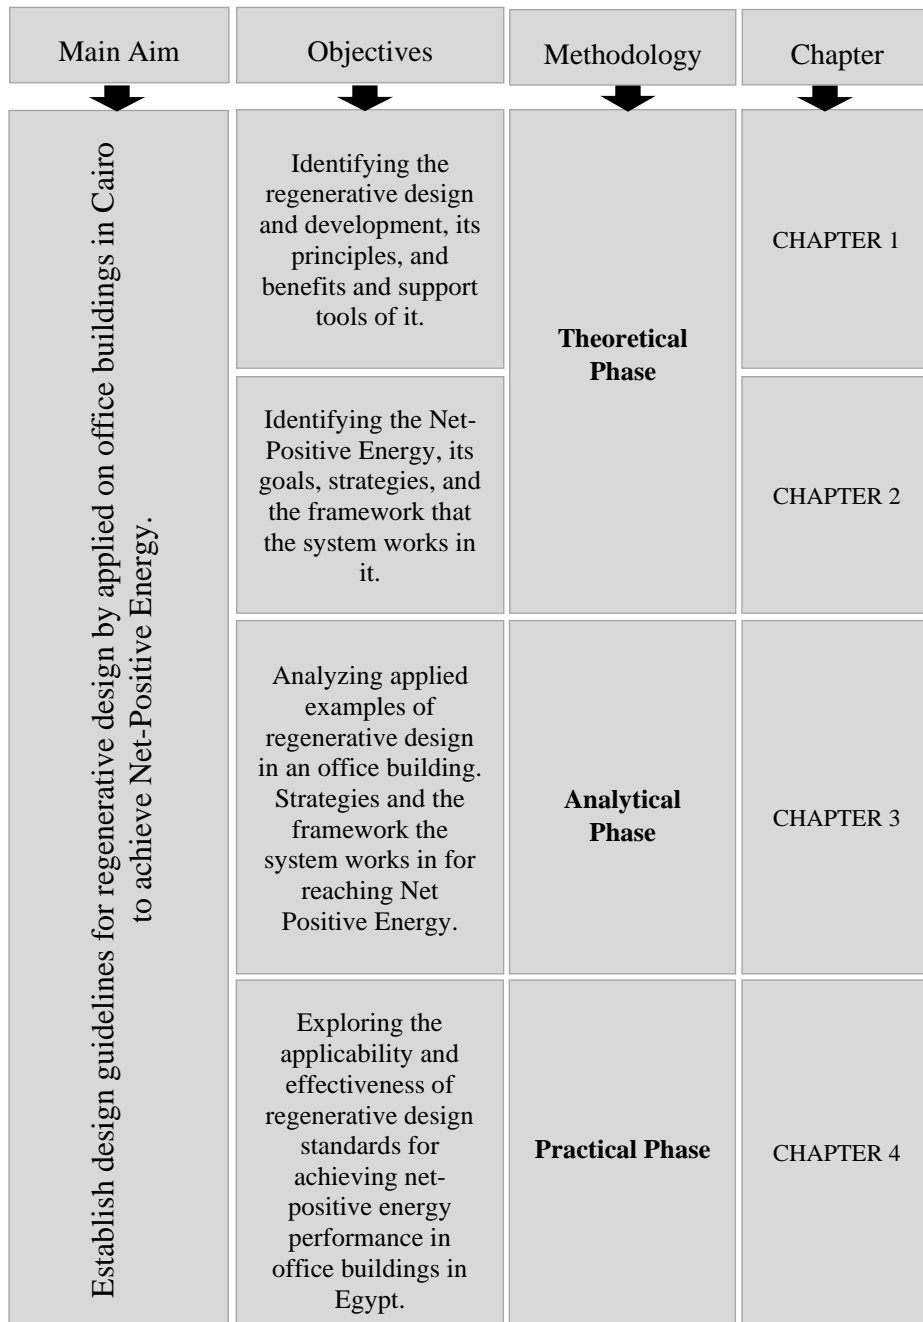 Main Aim
Objectives
Methodology
Chapter
Establish design guidelines for regenerative design by applied on office buildings in Cairo
to achieve Net-Positive Energy.
Identifying the
regenerative design
and development, its
principles, and
benefits and support
tools of it.
Theoretical
Phase
CHAPTER 1
Identifying the Net-
Positive Energy, its
goals, strategies, and
the framework that
the system works in
it.
CHAPTER 2
Analyzing applied
examples of
regenerative design
in an office building.
Strategies and the
framework the
system works in for
reaching Net
Positive Energy.
Analytical
Phase
CHAPTER 3
Exploring the
applicability and
effectiveness of
regenerative design
standards for
achieving net-
positive energy
performance in
office buildings in
Egypt.
Practical Phase
CHAPTER 4